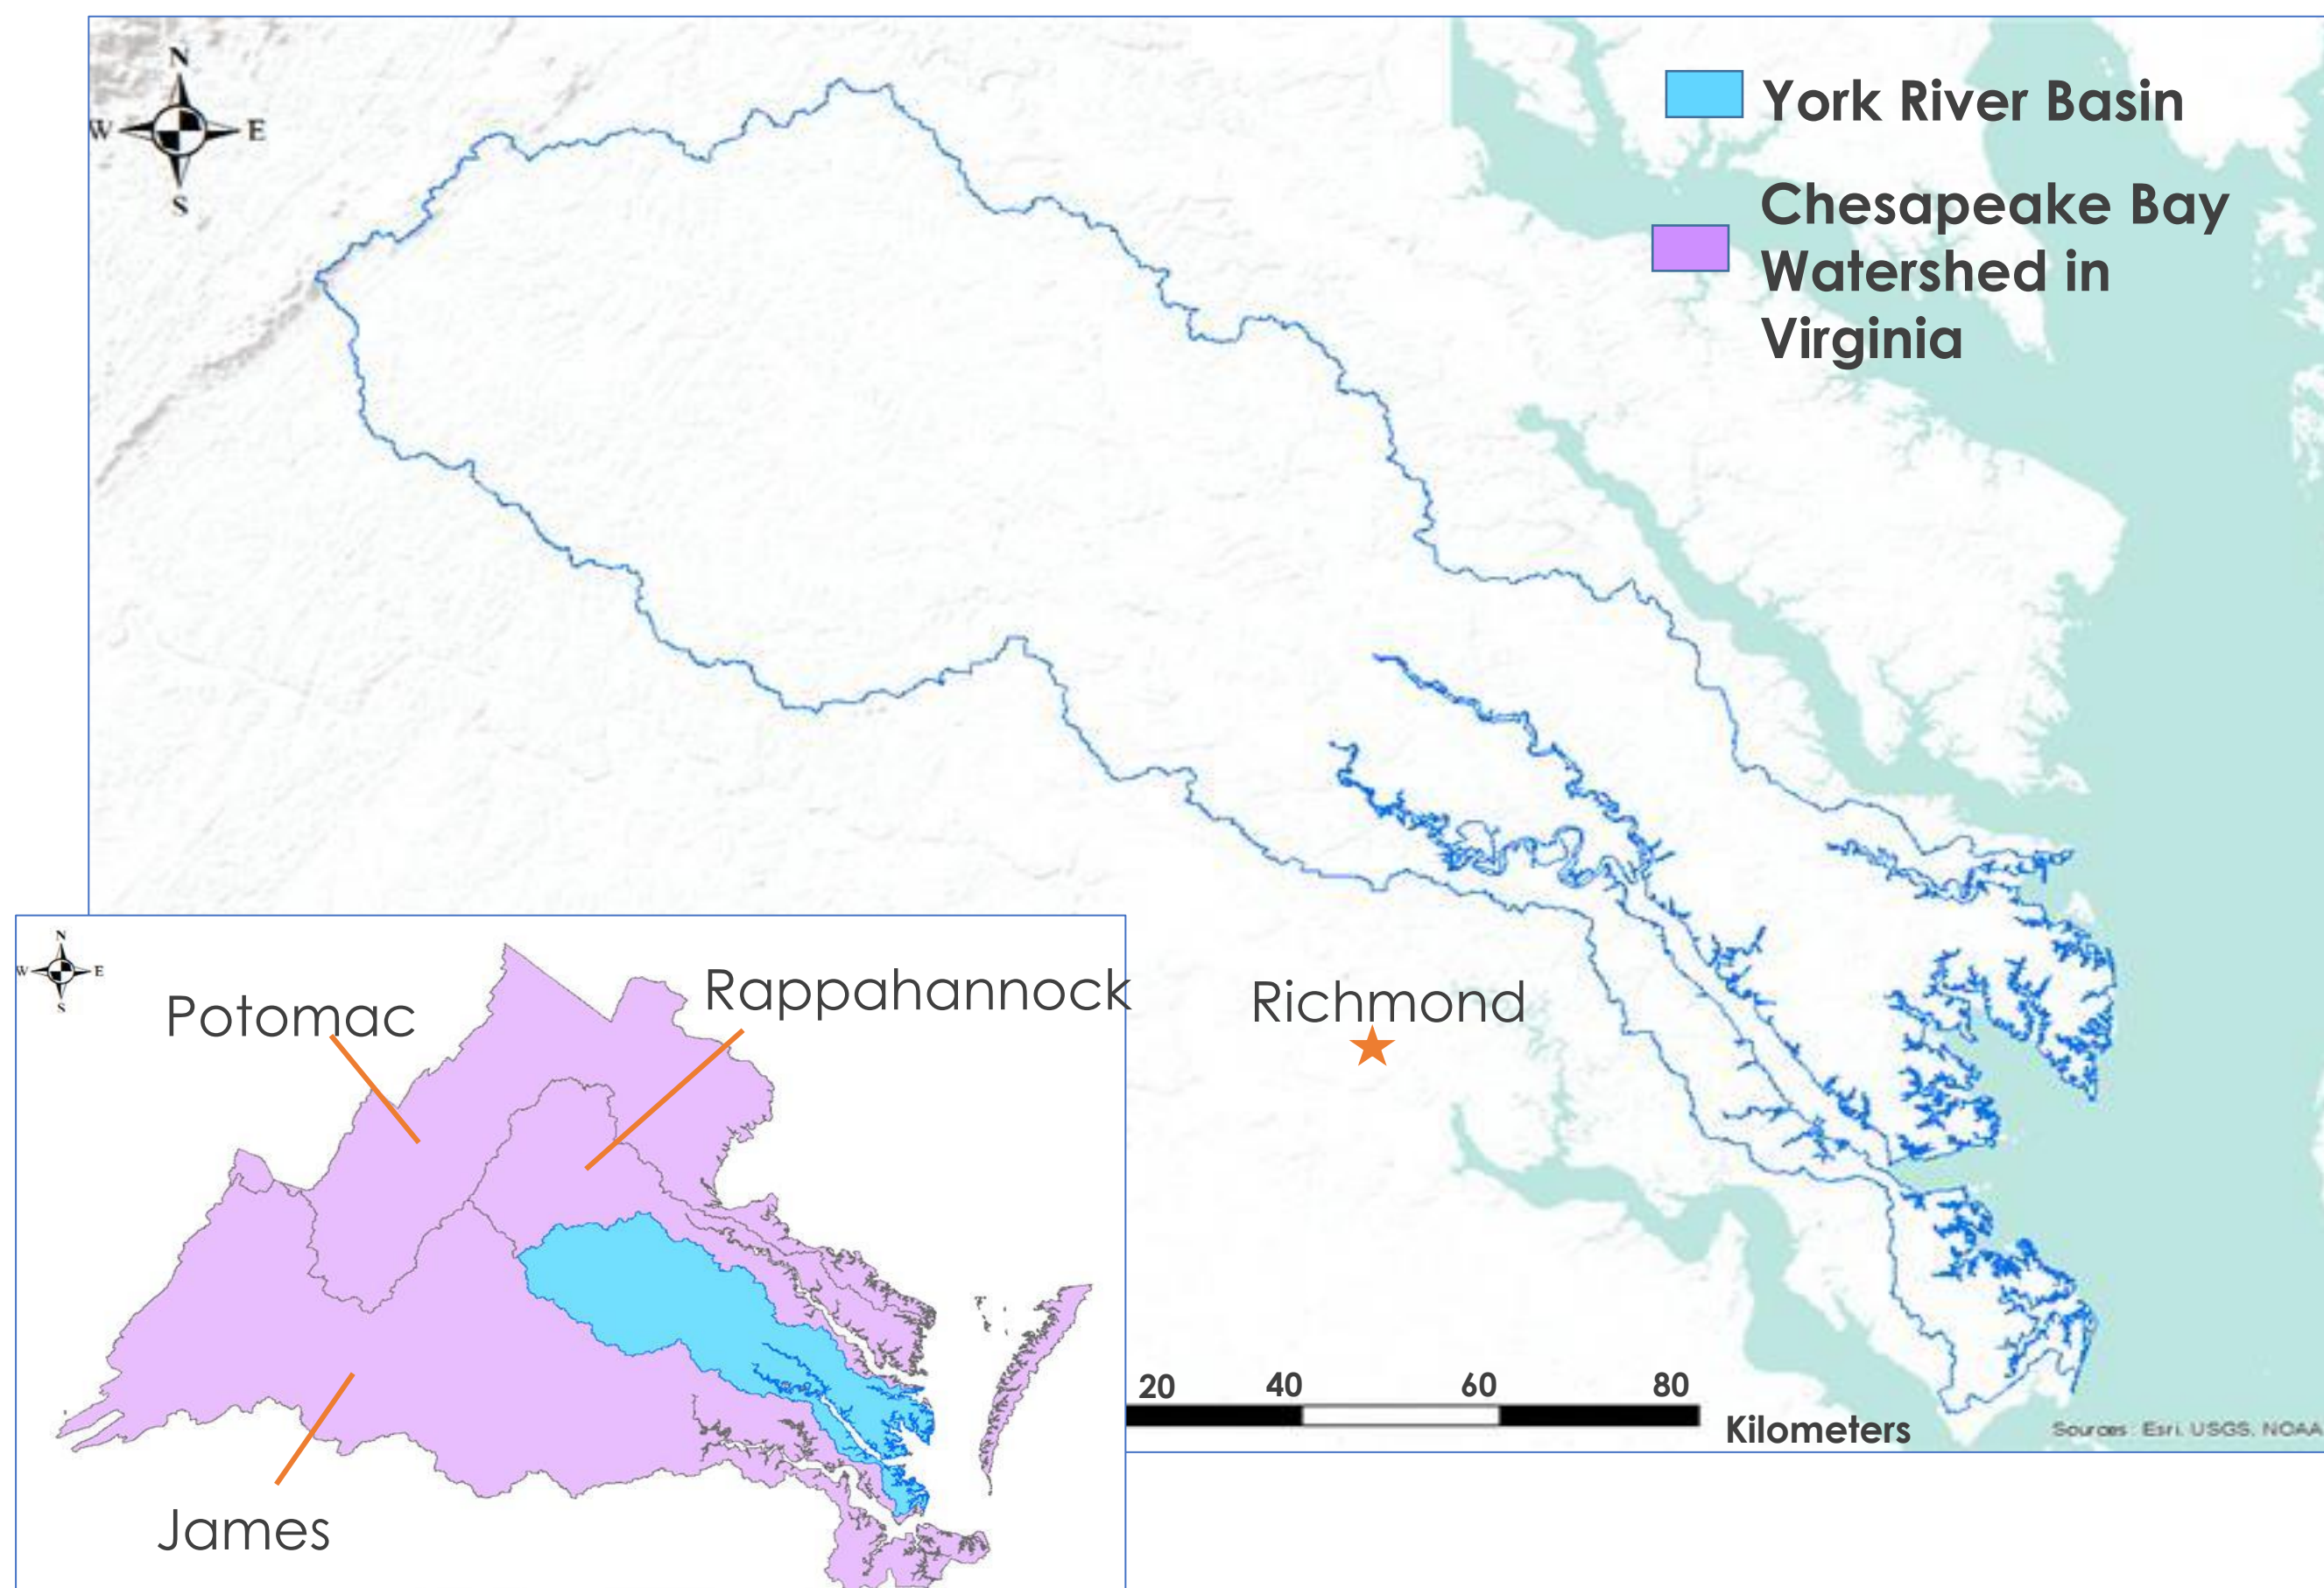 N
W E
S
York River Basin
Chesapeake Bay
Watershed in
Virginia
N
W E
S
Potomac
Rappahannock
James
Richmond
20 40 60 80
Kilometers
Sources: Esri, USGS, NOAA